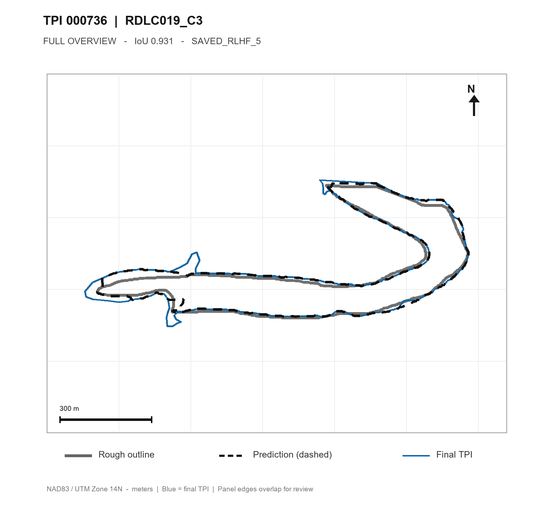 TPI 000736 | RDLC019_C3
FULL OVERVIEW - IoU 0.931 - SAVED_RLHF_5
N
300 m
Rough outline
Prediction (dashed)
Final TPI
NAD83 / UTM Zone 14N - meters | Blue = final TPI | Panel edges overlap for review